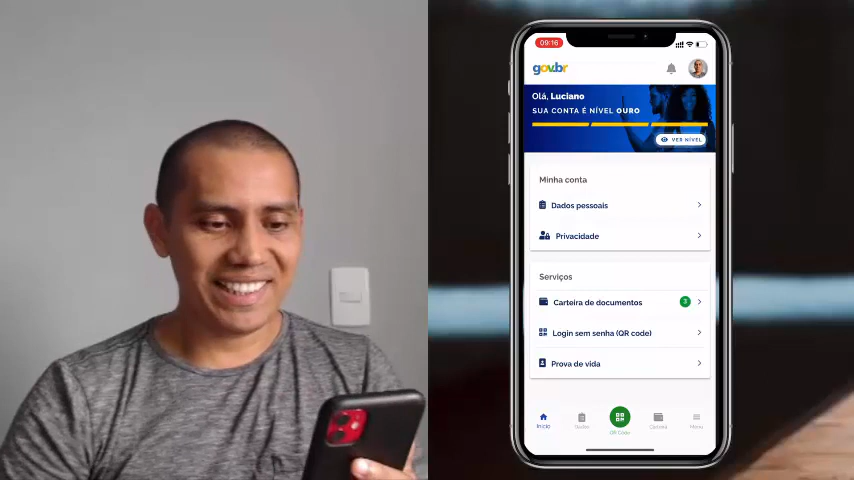 09:16
gov.br
Olá, Luciano
SUA CONTA É NÍVEL OURO
VER NÍVEL
Minha conta
Dados pessoais
Privacidade
Serviços
Carteira de documentos
3
Login sem senha (QR code)
Prova de vida
Início
QR Code
Carteira
Menu